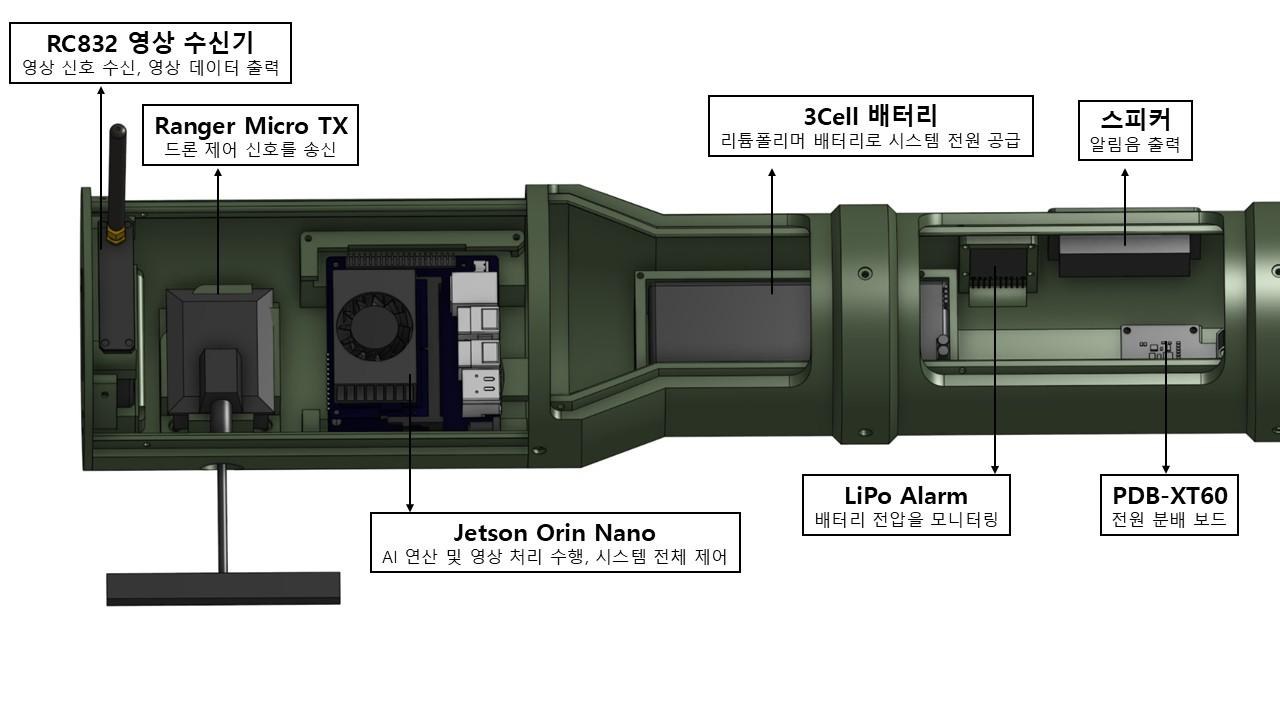 RC832 영상 수신기
영상 신호 수신, 영상 데이터 출력
Ranger Micro TX
드론 제어 신호를 송신
3Cell 배터리
리튬폴리머 배터리로 시스템 전원 공급
스피커
알림음 출력
Jetson Orin Nano
AI 연산 및 영상 처리 수행, 시스템 전체 제어
LiPo Alarm
배터리 전압을 모니터링
PDB-XT60
전원 분배 보드